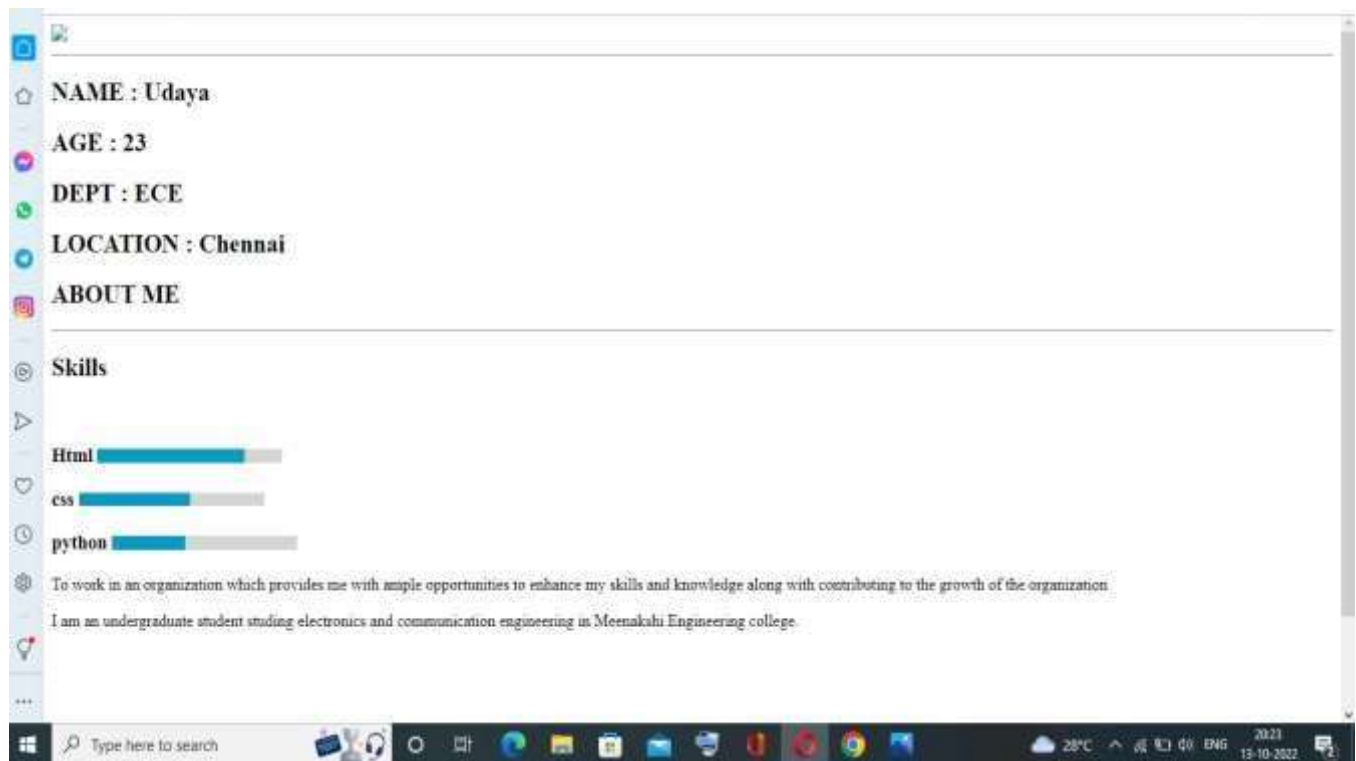 NAME : Udaya
AGE : 23
DEPT : ECE
LOCATION : Chennai
ABOUT ME
Skills
Html
css
python
To work in an organization which provides me with ample opportunities to enhance my skills and knowledge along with contributing to the growth of the organization
I am an undergraduate student studing electronics and communication engineering in Meenakshi Engineering college.
Type here to search
28°C
ENG
20:23
13-10-2022
2